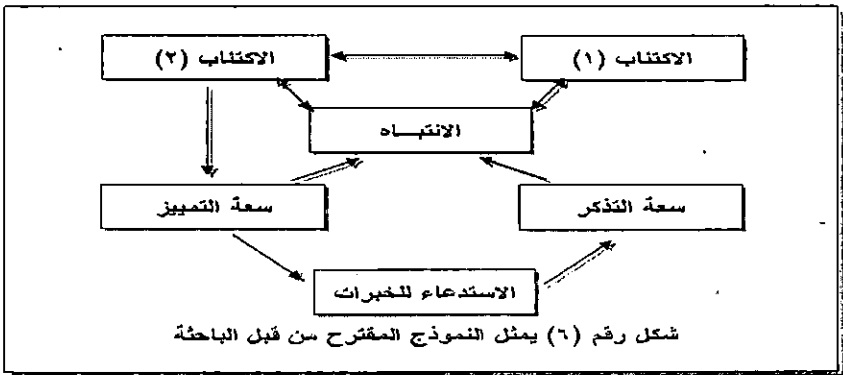 الاكتئاب (١)
الاكتئاب (٢)
الانتبـــاه
سعة التذكر
سعة التمييز
الاستدعاء للخبرات
شكل رقم (٦) يمثل النموذج المقترح من قبل الباحثة